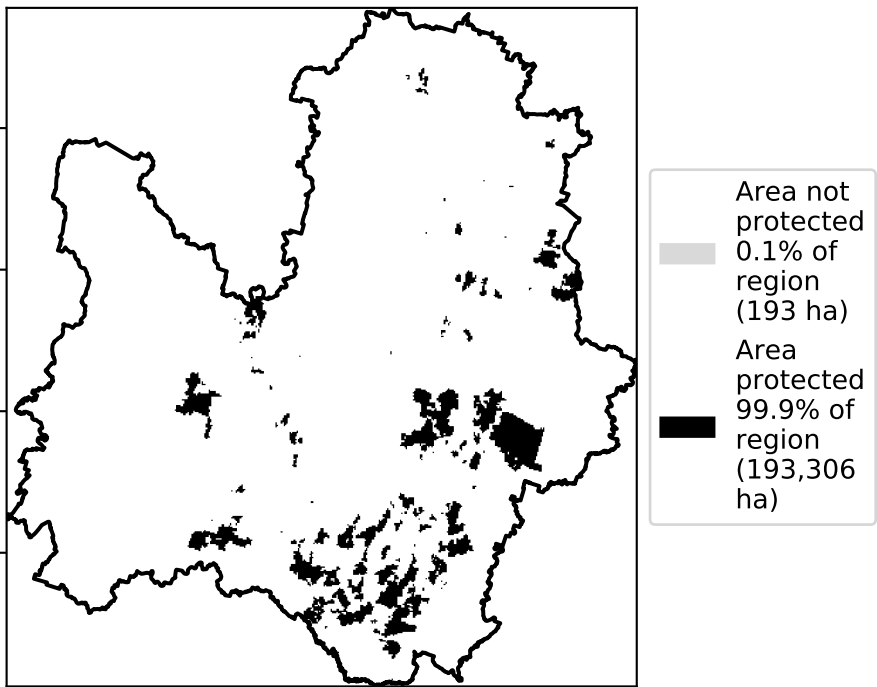 Area not
protected
0.1% of
region
(193 ha)
Area
protected
99.9% of
region
(193,306
ha)